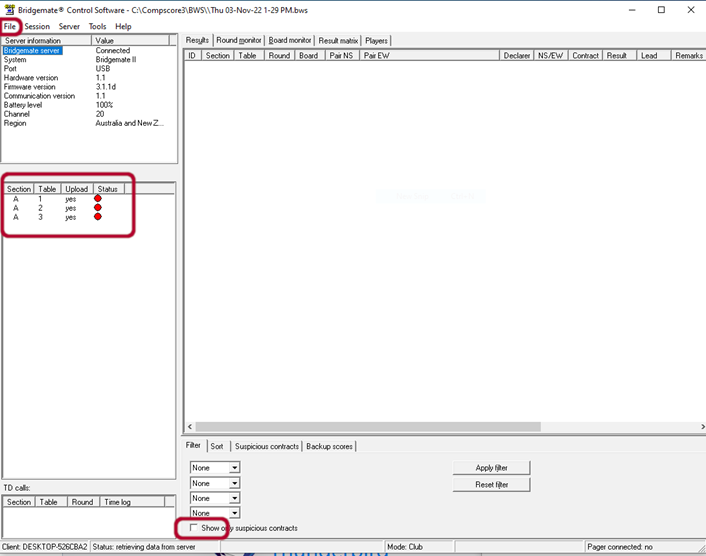 Bridgemate® Control Software - C:\Compscore3\BWS\\Thu 03-Nov-22 1-29 PM.bws
File Session Server Tools Help
Server information Value
Bridgemate server Connected
System Bridgemate II
Port USB
Hardware version 1.1
Firmware version 3.1.1d
Communication version 1.1
Battery level 100%
Channel 20
Region Australia and New Z...
Section Table Upload Status
A 1 yes
A 2 yes
A 3 yes
TD calls:
Section Table Round Time log
Results Round monitor Board monitor Result matrix Players
ID Section Table Round Board Pair NS Pair EW Declarer NS/EW Contract Result Lead Remarks
Filter Sort Suspicious contracts Backup scores
None
None
None
None
Apply filter
Reset filter
Show only suspicious contracts
Client: DESKTOP-526CBA2 Status: retrieving data from server Mode: Club Pager connected: no